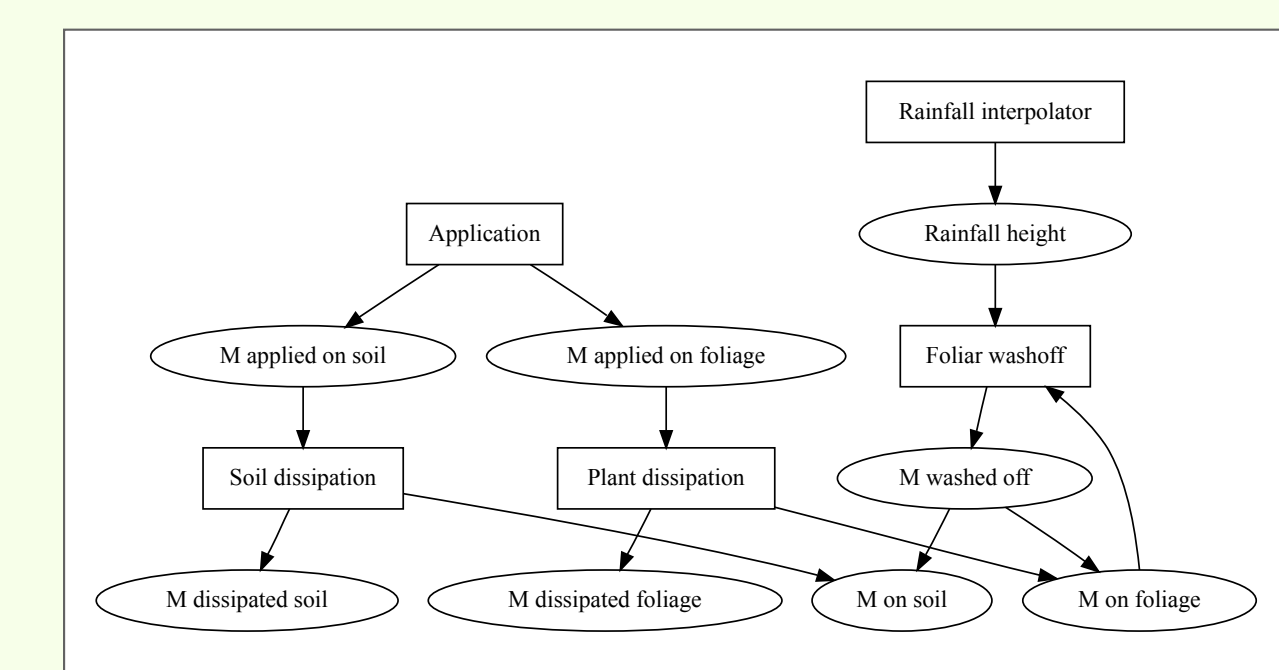 Rainfall interpolator
Application
Rainfall height
M applied on soil
M applied on foliage
Foliar washoff
Soil dissipation
Plant dissipation
M washed off
M dissipated soil
M dissipated foliage
M on soil
M on foliage